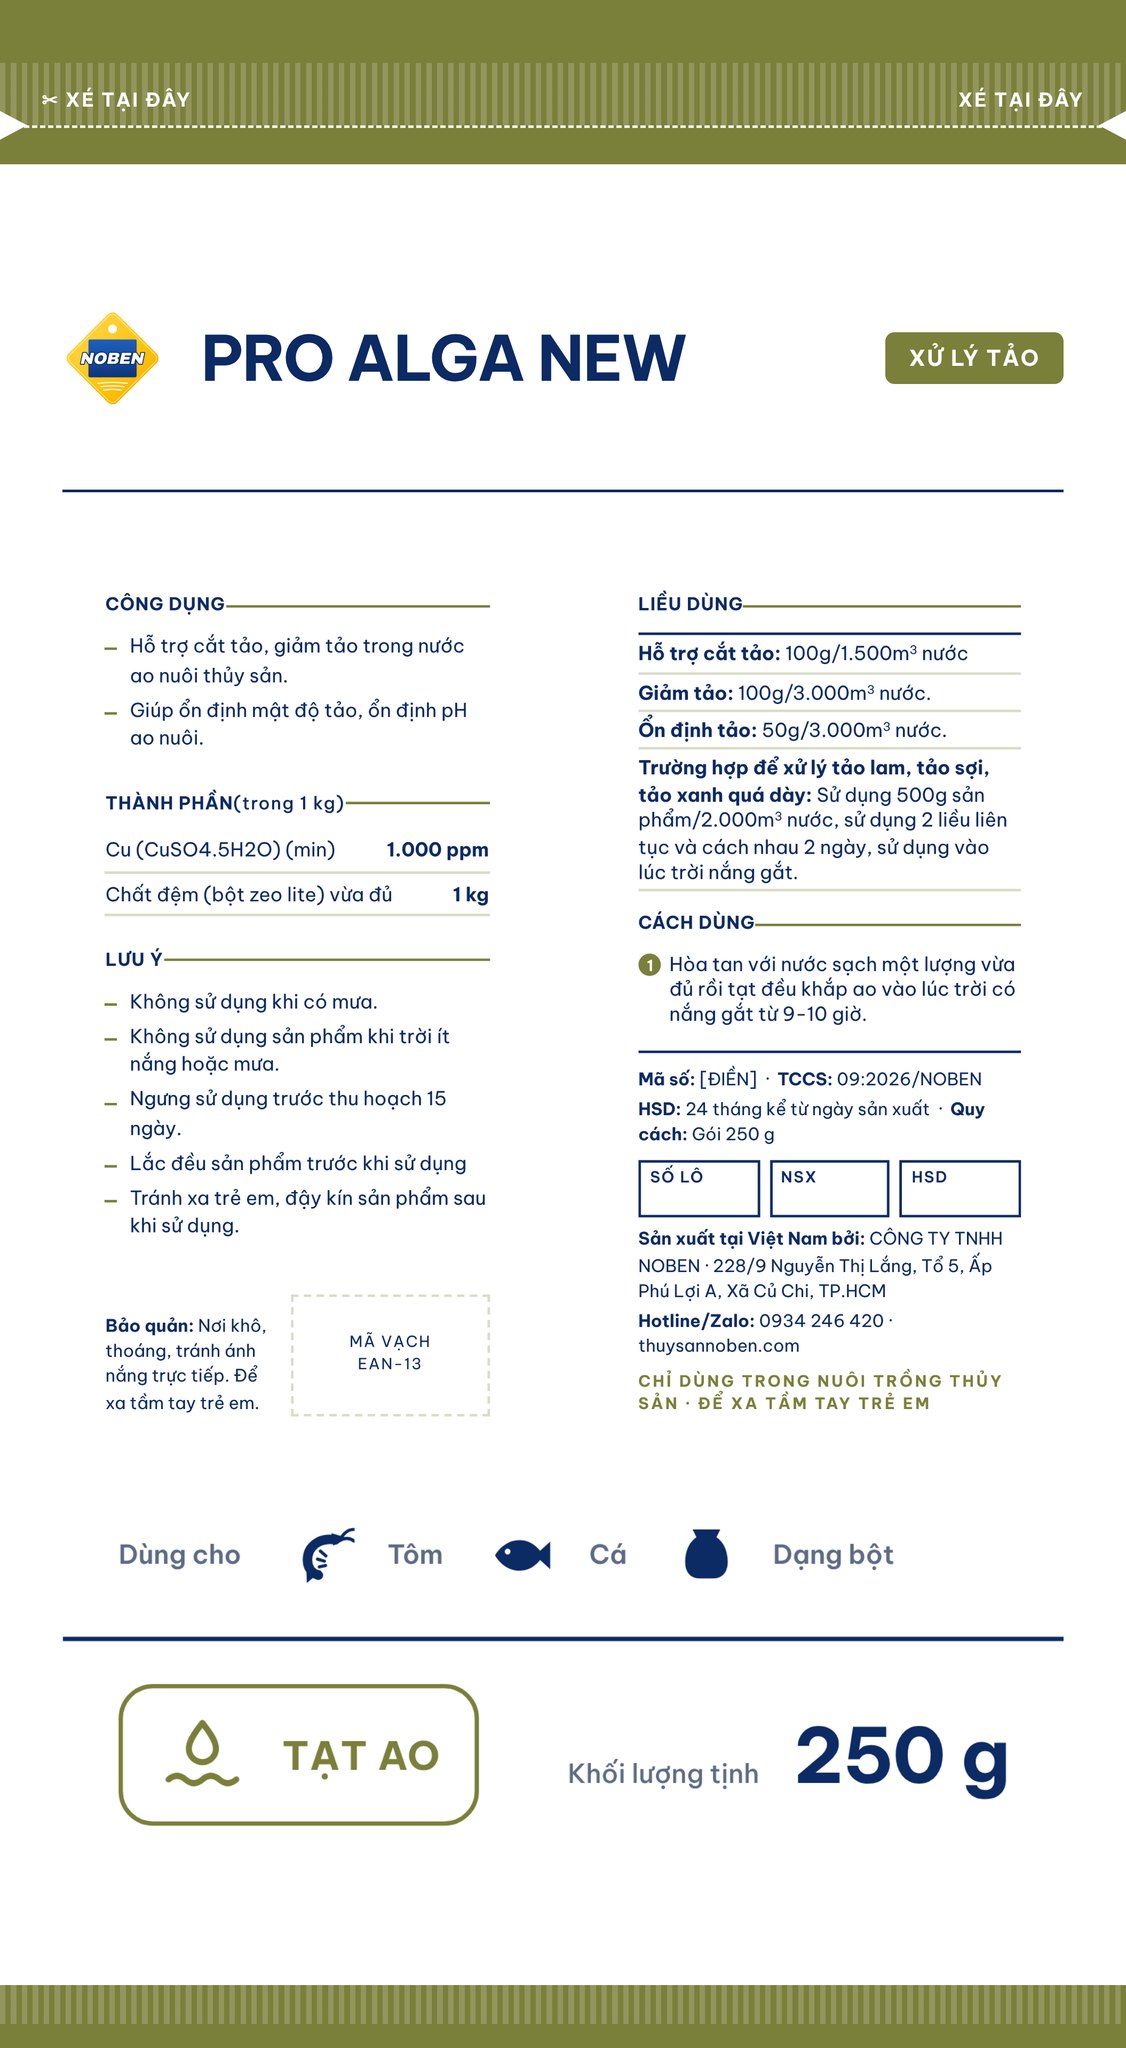 ✂ XÉ TẠI ĐÂY
XÉ TẠI ĐÂY
NOBEN
PRO ALGA NEW
XỬ LÝ TẢO
CÔNG DỤNG
– Hỗ trợ cắt tảo, giảm tảo trong nước
ao nuôi thủy sản.
– Giúp ổn định mật độ tảo, ổn định pH
ao nuôi.
THÀNH PHẦN(trong 1 kg)
Cu (CuSO4.5H2O) (min) 1.000 ppm
Chất đệm (bột zeo lite) vừa đủ 1 kg
LƯU Ý
– Không sử dụng khi có mưa.
– Không sử dụng sản phẩm khi trời ít
nắng hoặc mưa.
– Ngưng sử dụng trước thu hoạch 15
ngày.
– Lắc đều sản phẩm trước khi sử dụng
– Tránh xa trẻ em, đậy kín sản phẩm sau
khi sử dụng.
Bảo quản: Nơi khô,
thoáng, tránh ánh
nắng trực tiếp. Để
xa tầm tay trẻ em.
MÃ VẠCH
EAN-13
LIỀU DÙNG
Hỗ trợ cắt tảo: 100g/1.500m³ nước
Giảm tảo: 100g/3.000m³ nước.
Ổn định tảo: 50g/3.000m³ nước.
Trường hợp để xử lý tảo lam, tảo sợi,
tảo xanh quá dày: Sử dụng 500g sản
phẩm/2.000m³ nước, sử dụng 2 liều liên
tục và cách nhau 2 ngày, sử dụng vào
lúc trời nắng gắt.
CÁCH DÙNG
1 Hòa tan với nước sạch một lượng vừa
đủ rồi tạt đều khắp ao vào lúc trời có
nắng gắt từ 9-10 giờ.
Mã số: [ĐIỀN] · TCCS: 09:2026/NOBEN
HSD: 24 tháng kể từ ngày sản xuất · Quy
cách: Gói 250 g
SỐ LÔ
NSX
HSD
Sản xuất tại Việt Nam bởi: CÔNG TY TNHH
NOBEN · 228/9 Nguyễn Thị Lắng, Tổ 5, Ấp
Phú Lợi A, Xã Củ Chi, TP.HCM
Hotline/Zalo: 0934 246 420 ·
thuysannoben.com
CHỈ DÙNG TRONG NUÔI TRỒNG THỦY
SẢN · ĐỂ XA TẦM TAY TRẺ EM
Dùng cho Tôm Cá Dạng bột
TẠT AO
Khối lượng tịnh 250 g